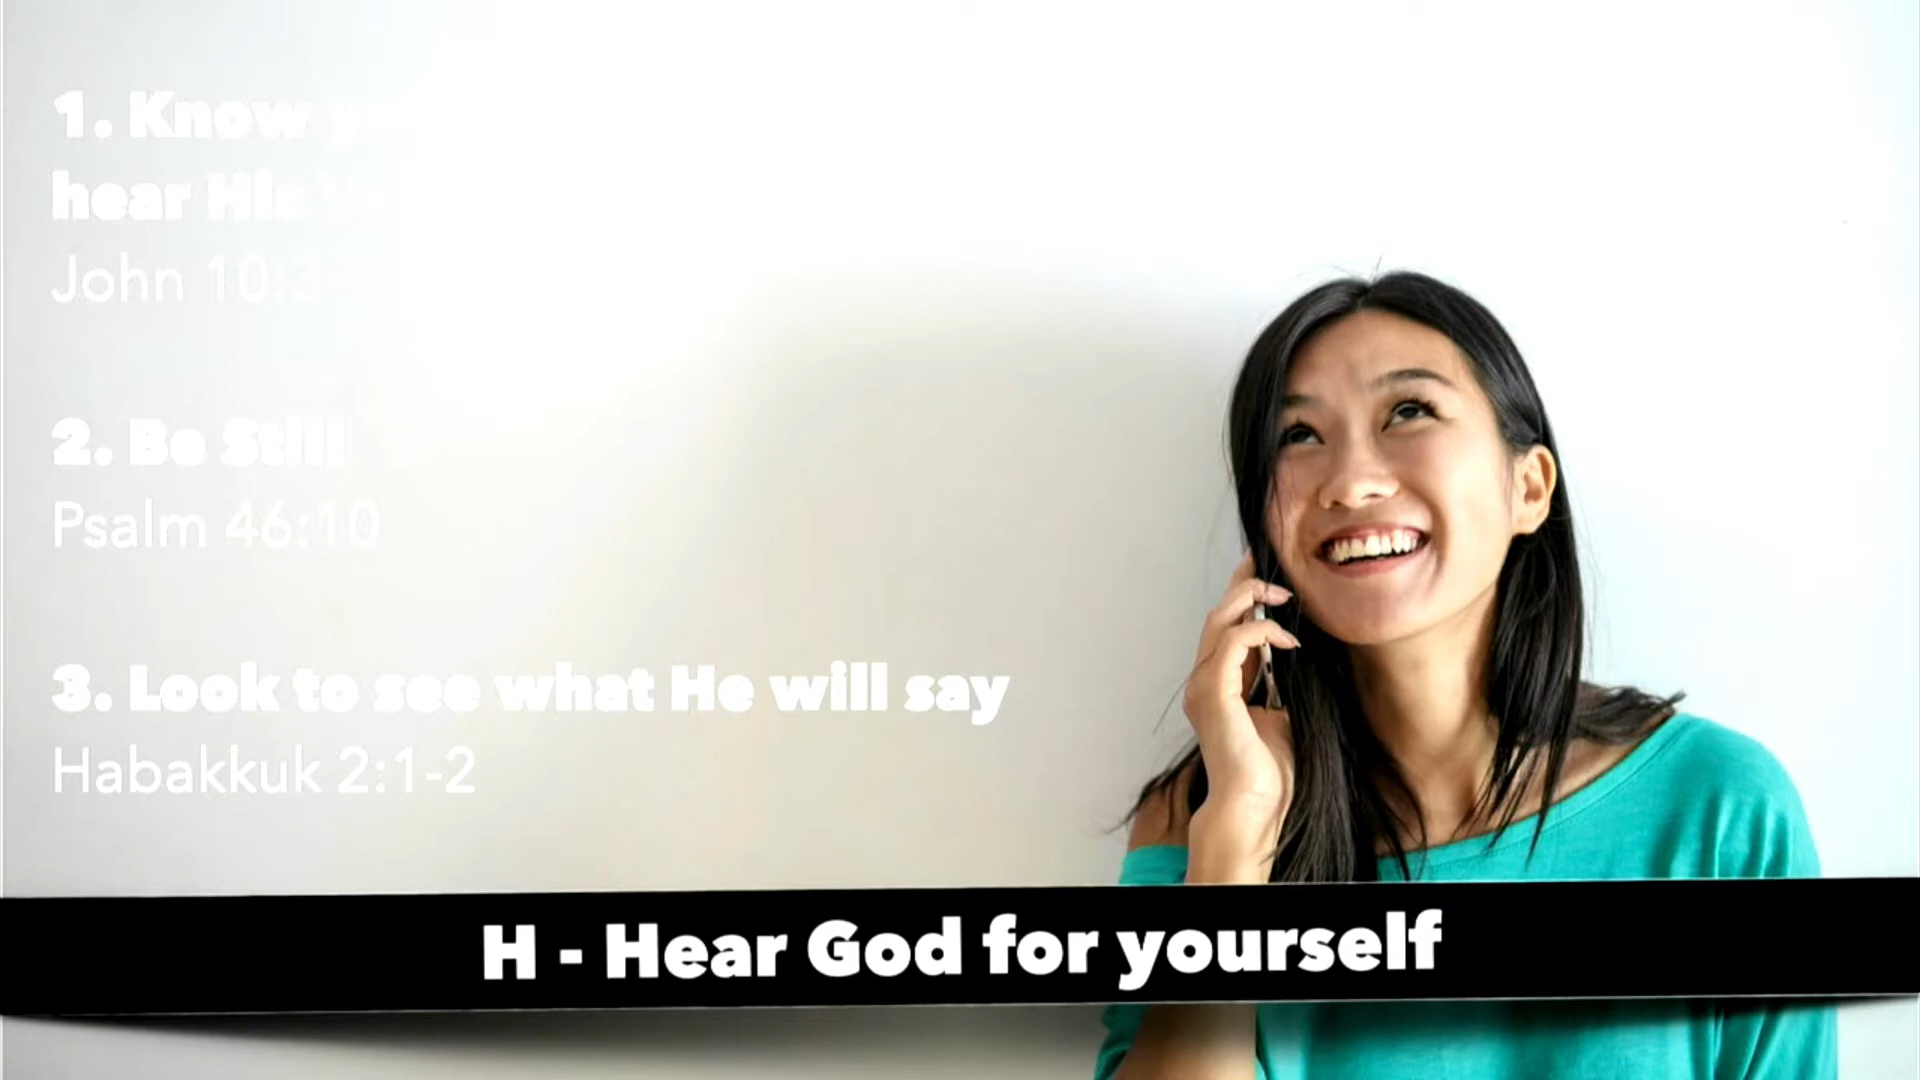 1. Know
hear His
John
2. Be Still
Psalm 46:10
3. Look to see what He will say
Habakkuk 2:1-2
H - Hear God for yourself